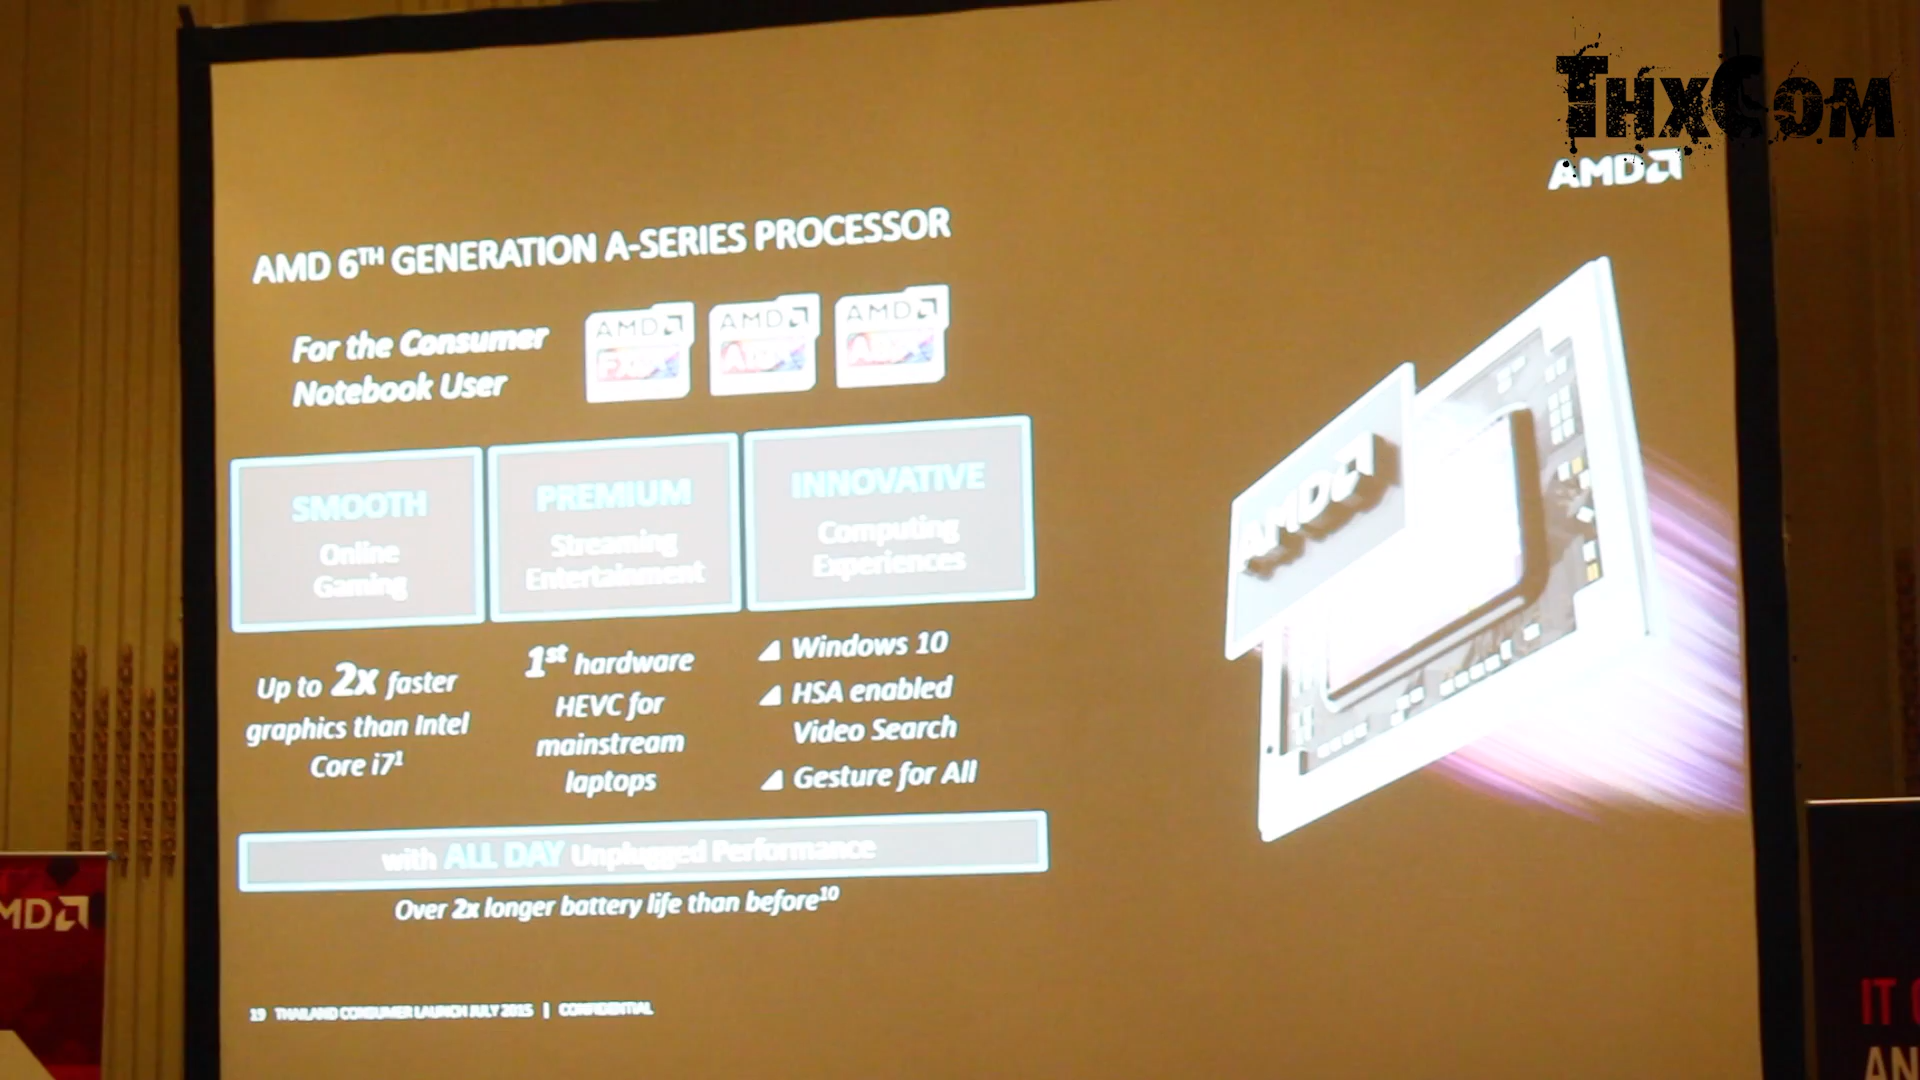 THXCOM
AMD
AMD 6TH GENERATION A-SERIES PROCESSOR
For the Consumer
Notebook User
AMD
AMD
AMD
SMOOTH
Online
Gaming
PREMIUM
Streaming
Entertainment
INNOVATIVE
Computing
Experiences
Up to 2x faster
graphics than Intel
Core i7¹
1st hardware
HEVC for
mainstream
laptops
Windows 10
HSA enabled
Video Search
Gesture for All
with ALL DAY Unplugged Performance
Over 2x longer battery life than before¹⁰
19 THAILAND CONSUMER LAUNCH JULY 2015 | CONFIDENTIAL
AMD
MD
IT
AN